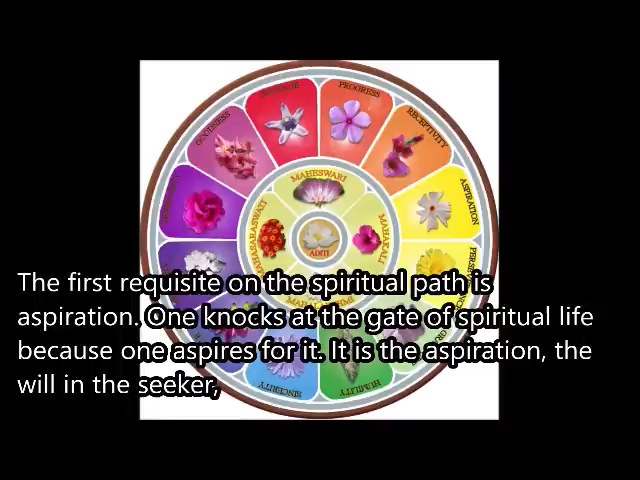 PROGRESS
GOODNESS
RECEPTIVITY
MAHESWARI
ASPIRATION
MAHASARASWATI
MAHAKALI
ADITI
The first requisite on the spiritual path is
aspiration. One knocks at the gate of spiritual life
because one aspires for it. It is the aspiration, the
will in the seeker,
SINCERITY
HUMILITY